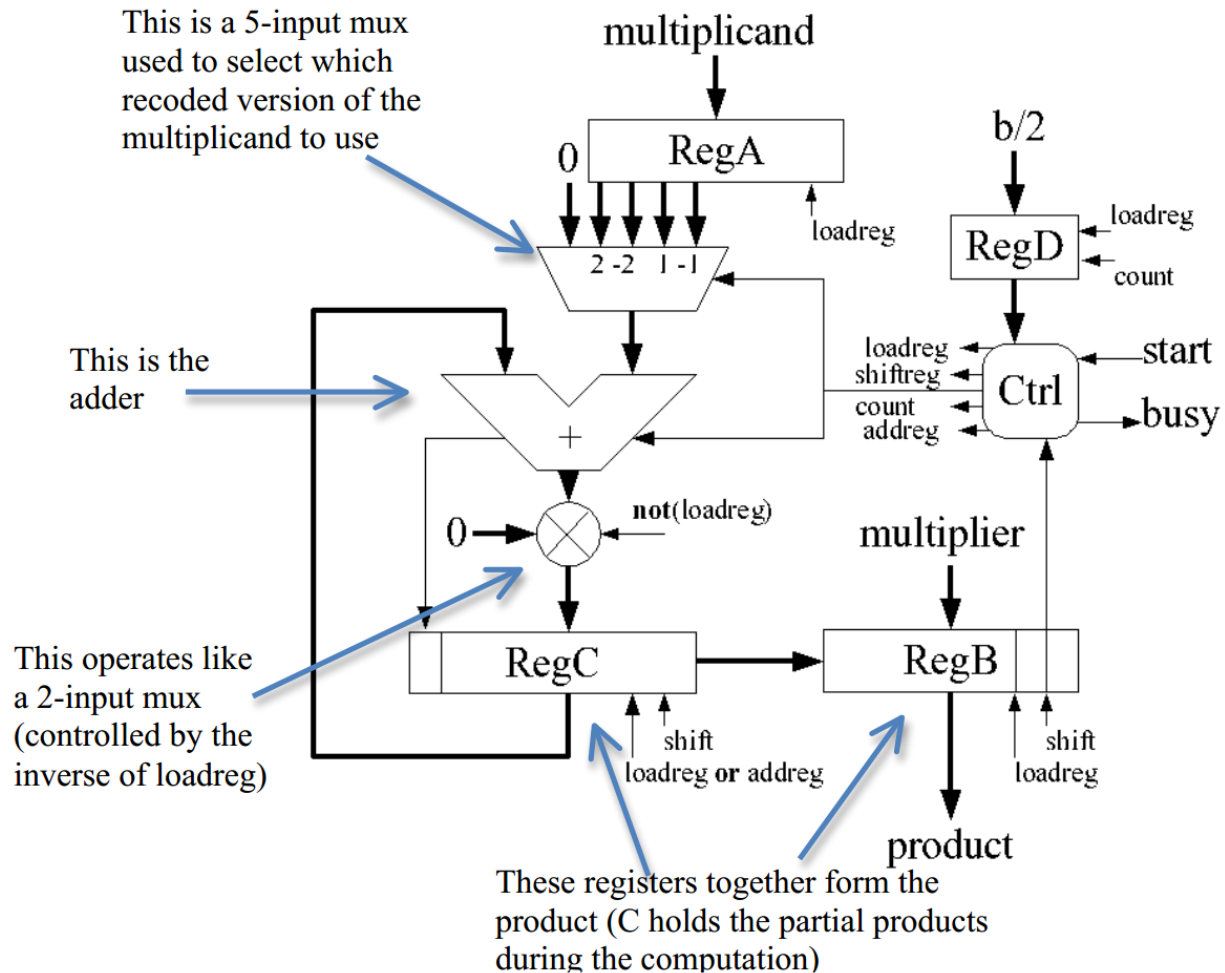 This is a 5-input mux
used to select which
recoded version of the
multiplicand to use
multiplicand
RegA
0
loadreg
2 -2 1 -1
b/2
RegD
loadreg
count
This is the
adder
+
loadreg
shiftreg
count
addreg
Ctrl
start
busy
0
not(loadreg)
multiplier
This operates like
a 2-input mux
(controlled by the
inverse of loadreg)
RegC
shift
loadreg or addreg
RegB
shift
loadreg
product
These registers together form the
product (C holds the partial products
during the computation)